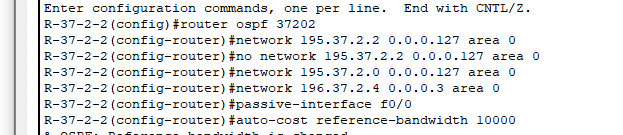 Enter configuration commands, one per line.  End with CNTL/Z.
R-37-2-2(config)#router ospf 37202
R-37-2-2(config-router)#network 195.37.2.2 0.0.0.127 area 0
R-37-2-2(config-router)#no network 195.37.2.2 0.0.0.127 area 0
R-37-2-2(config-router)#network 195.37.2.0 0.0.0.127 area 0
R-37-2-2(config-router)#network 196.37.2.4 0.0.0.3 area 0
R-37-2-2(config-router)#passive-interface f0/0
R-37-2-2(config-router)#auto-cost reference-bandwidth 10000
% OSPF: Reference bandwidth is changed